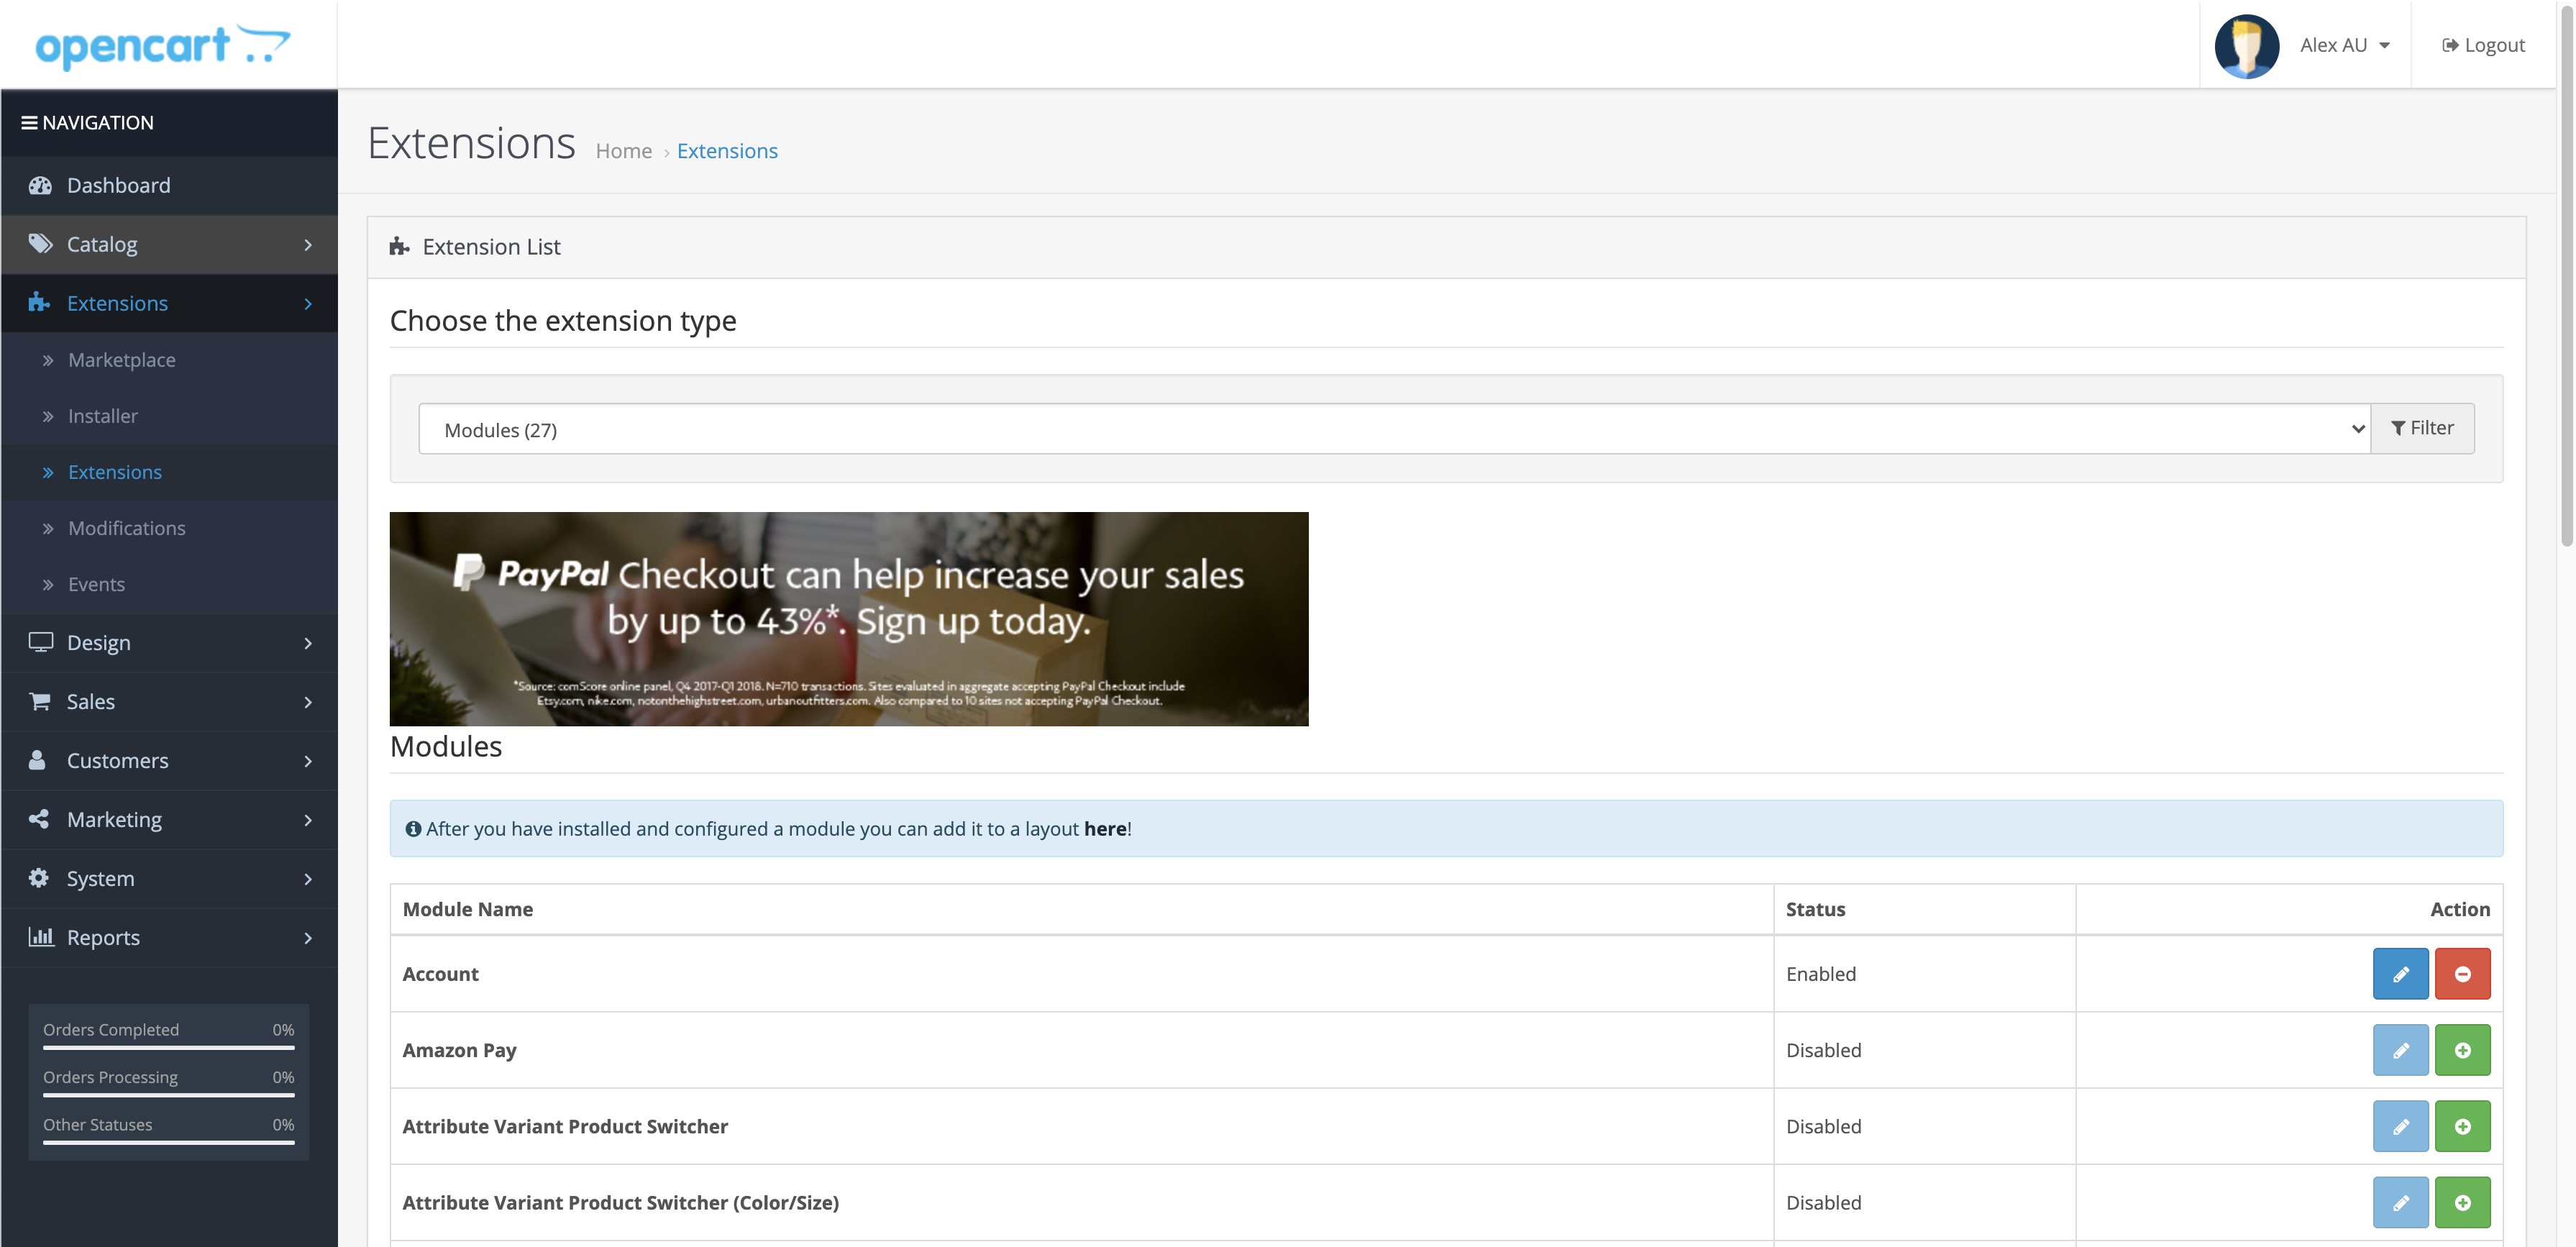 opencart
Alex AU
Logout
NAVIGATION
Dashboard
Catalog
Extensions
Marketplace
Installer
Extensions
Modifications
Events
Design
Sales
Customers
Marketing
System
Reports
Orders Completed 0%
Orders Processing 0%
Other Statuses 0%
Extensions
Home › Extensions
Extension List
Choose the extension type
Modules (27)
Filter
PayPal Checkout can help increase your sales
by up to 43%*. Sign up today.
*Source: comScore online panel, Q4 2017-Q1 2018. N=710 transactions. Sites evaluated in aggregate accepting PayPal Checkout include
Etsy.com, nike.com, notonthehighstreet.com, urbanoutfitters.com. Also compared to 10 sites not accepting PayPal Checkout.
Modules
After you have installed and configured a module you can add it to a layout here!
Module Name Status Action
Account Enabled
Amazon Pay Disabled
Attribute Variant Product Switcher Disabled
Attribute Variant Product Switcher (Color/Size) Disabled